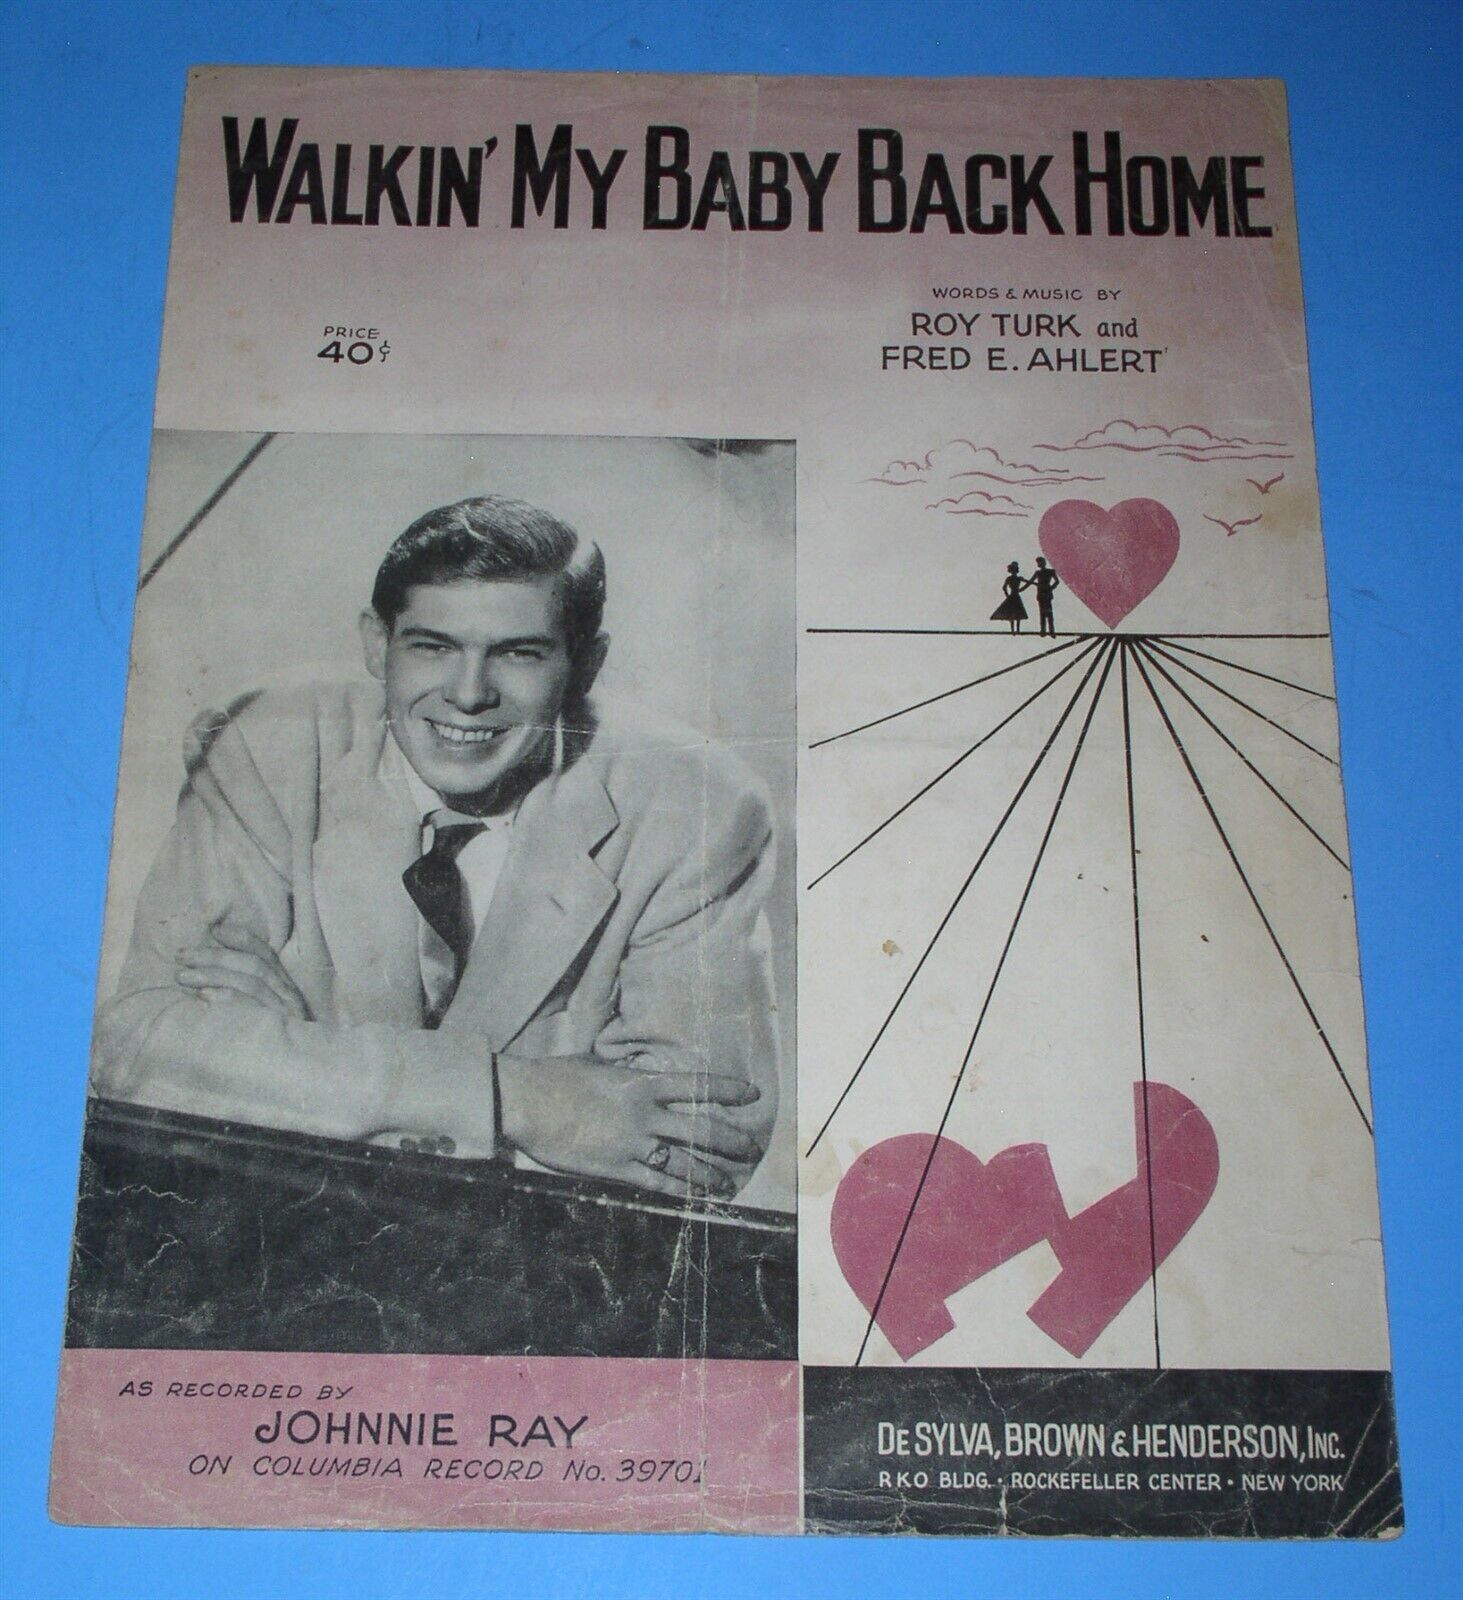 WALKIN' MY BABY BACK HOME
WORDS & MUSIC BY
ROY TURK and
FRED E. AHLERT
PRICE
40¢
AS RECORDED BY
JOHNNIE RAY
ON COLUMBIA RECORD No. 39701
DE SYLVA, BROWN & HENDERSON, INC.
RKO BLDG. • ROCKEFELLER CENTER • NEW YORK